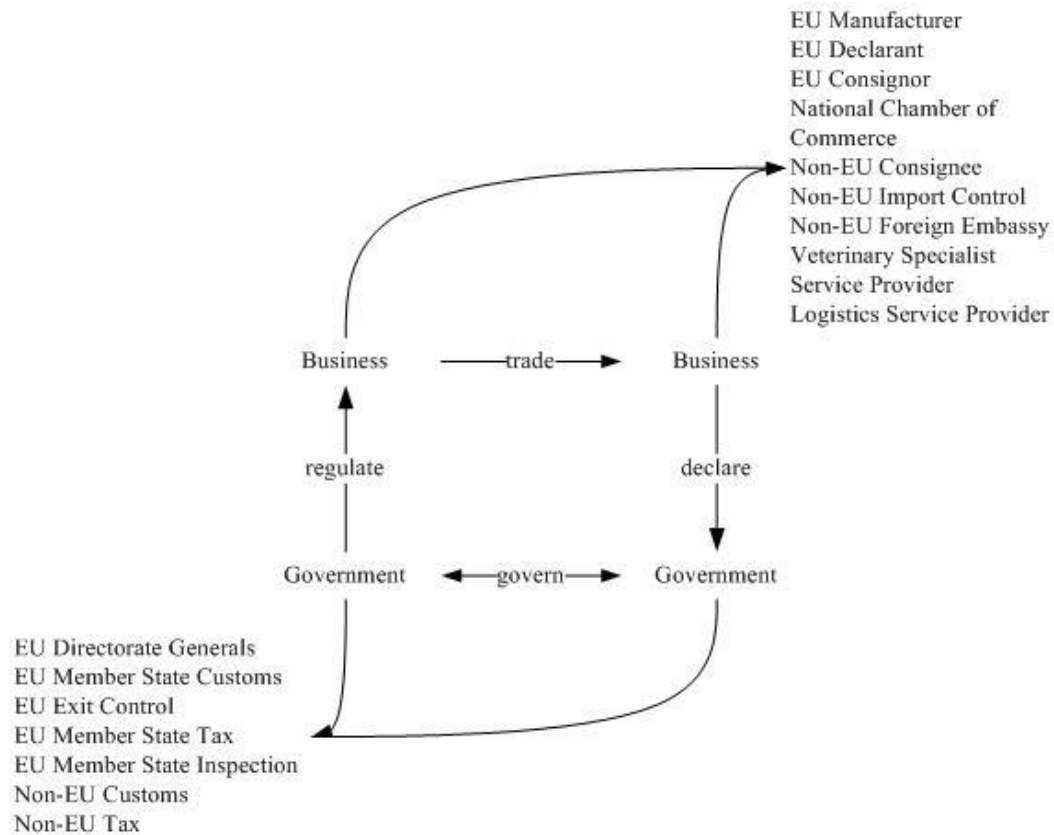 EU Manufacturer
EU Declarant
EU Consignor
National Chamber of
Commerce
Non-EU Consignee
Non-EU Import Control
Non-EU Foreign Embassy
Veterinary Specialist
Service Provider
Logistics Service Provider
Business trade Business
regulate declare
Government govern Government
EU Directorate Generals
EU Member State Customs
EU Exit Control
EU Member State Tax
EU Member State Inspection
Non-EU Customs
Non-EU Tax